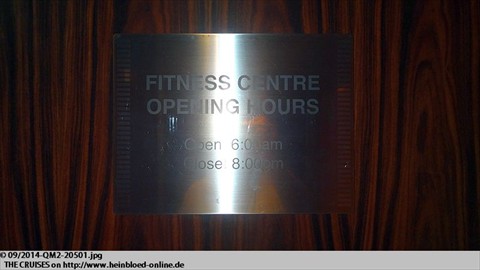 FITNESS CENTRE
OPENING HOURS
Open 6:00am
Close 8:00pm
© 09/2014-QM2-20501.jpg
THE CRUISES on http://www.heinbloed-online.de